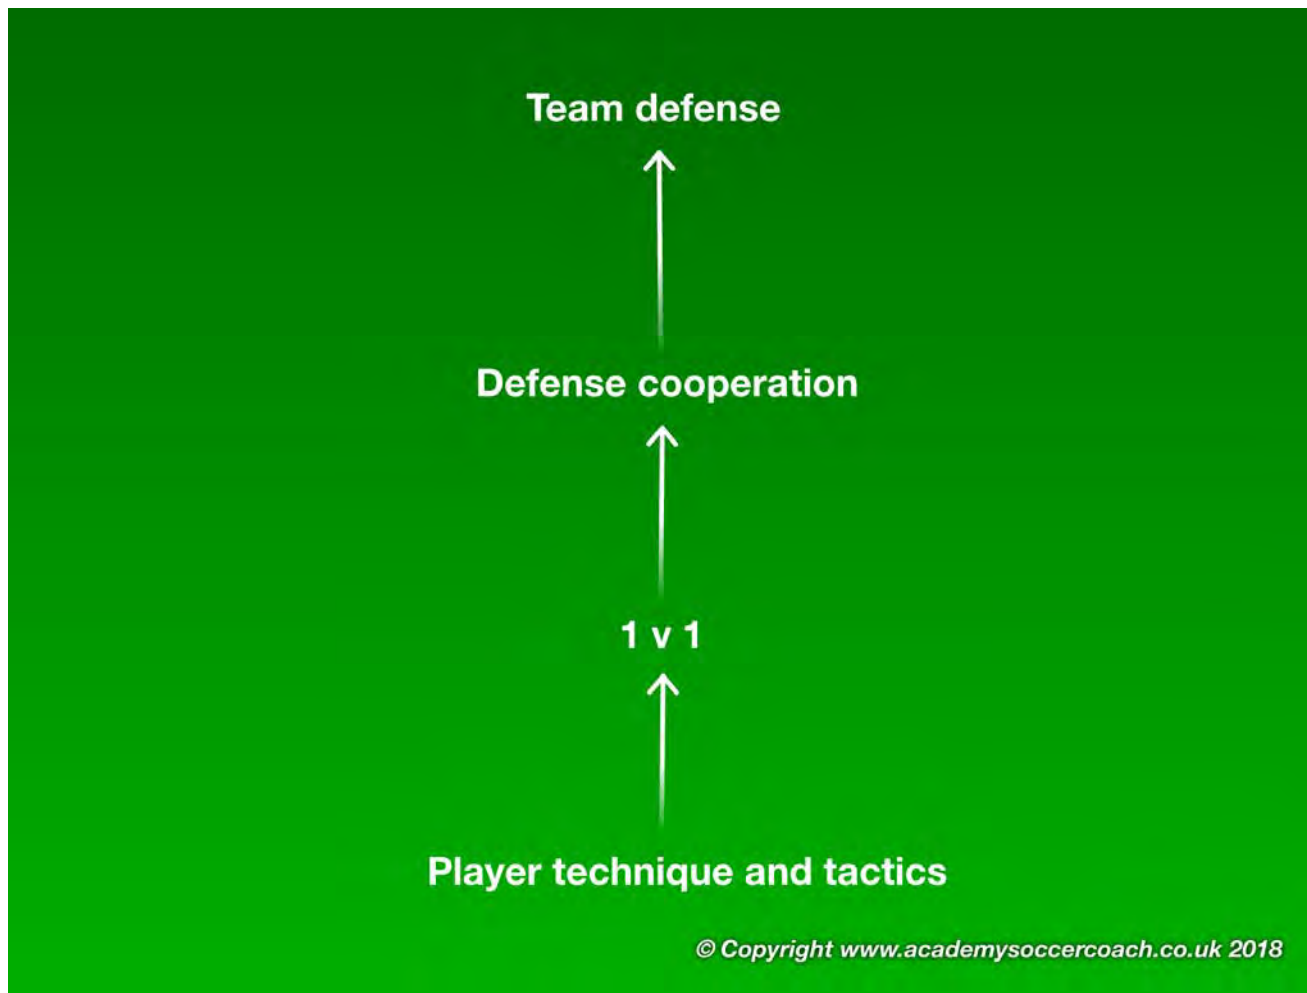 Team defense
Defense cooperation
1 v 1
Player technique and tactics
© Copyright www.academysoccercoach.co.uk 2018